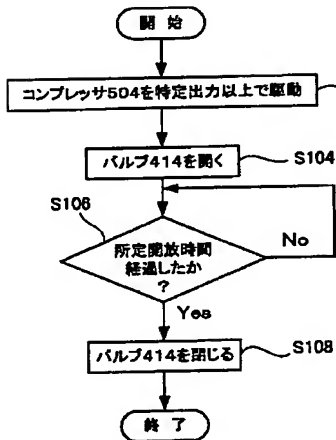 開 始
コンプレッサ504を特定出力以上で駆動
バルブ414を開く
S104
S106
所定開放時間
経過したか
?
No
Yes
バルブ414を閉じる
S108
終 了